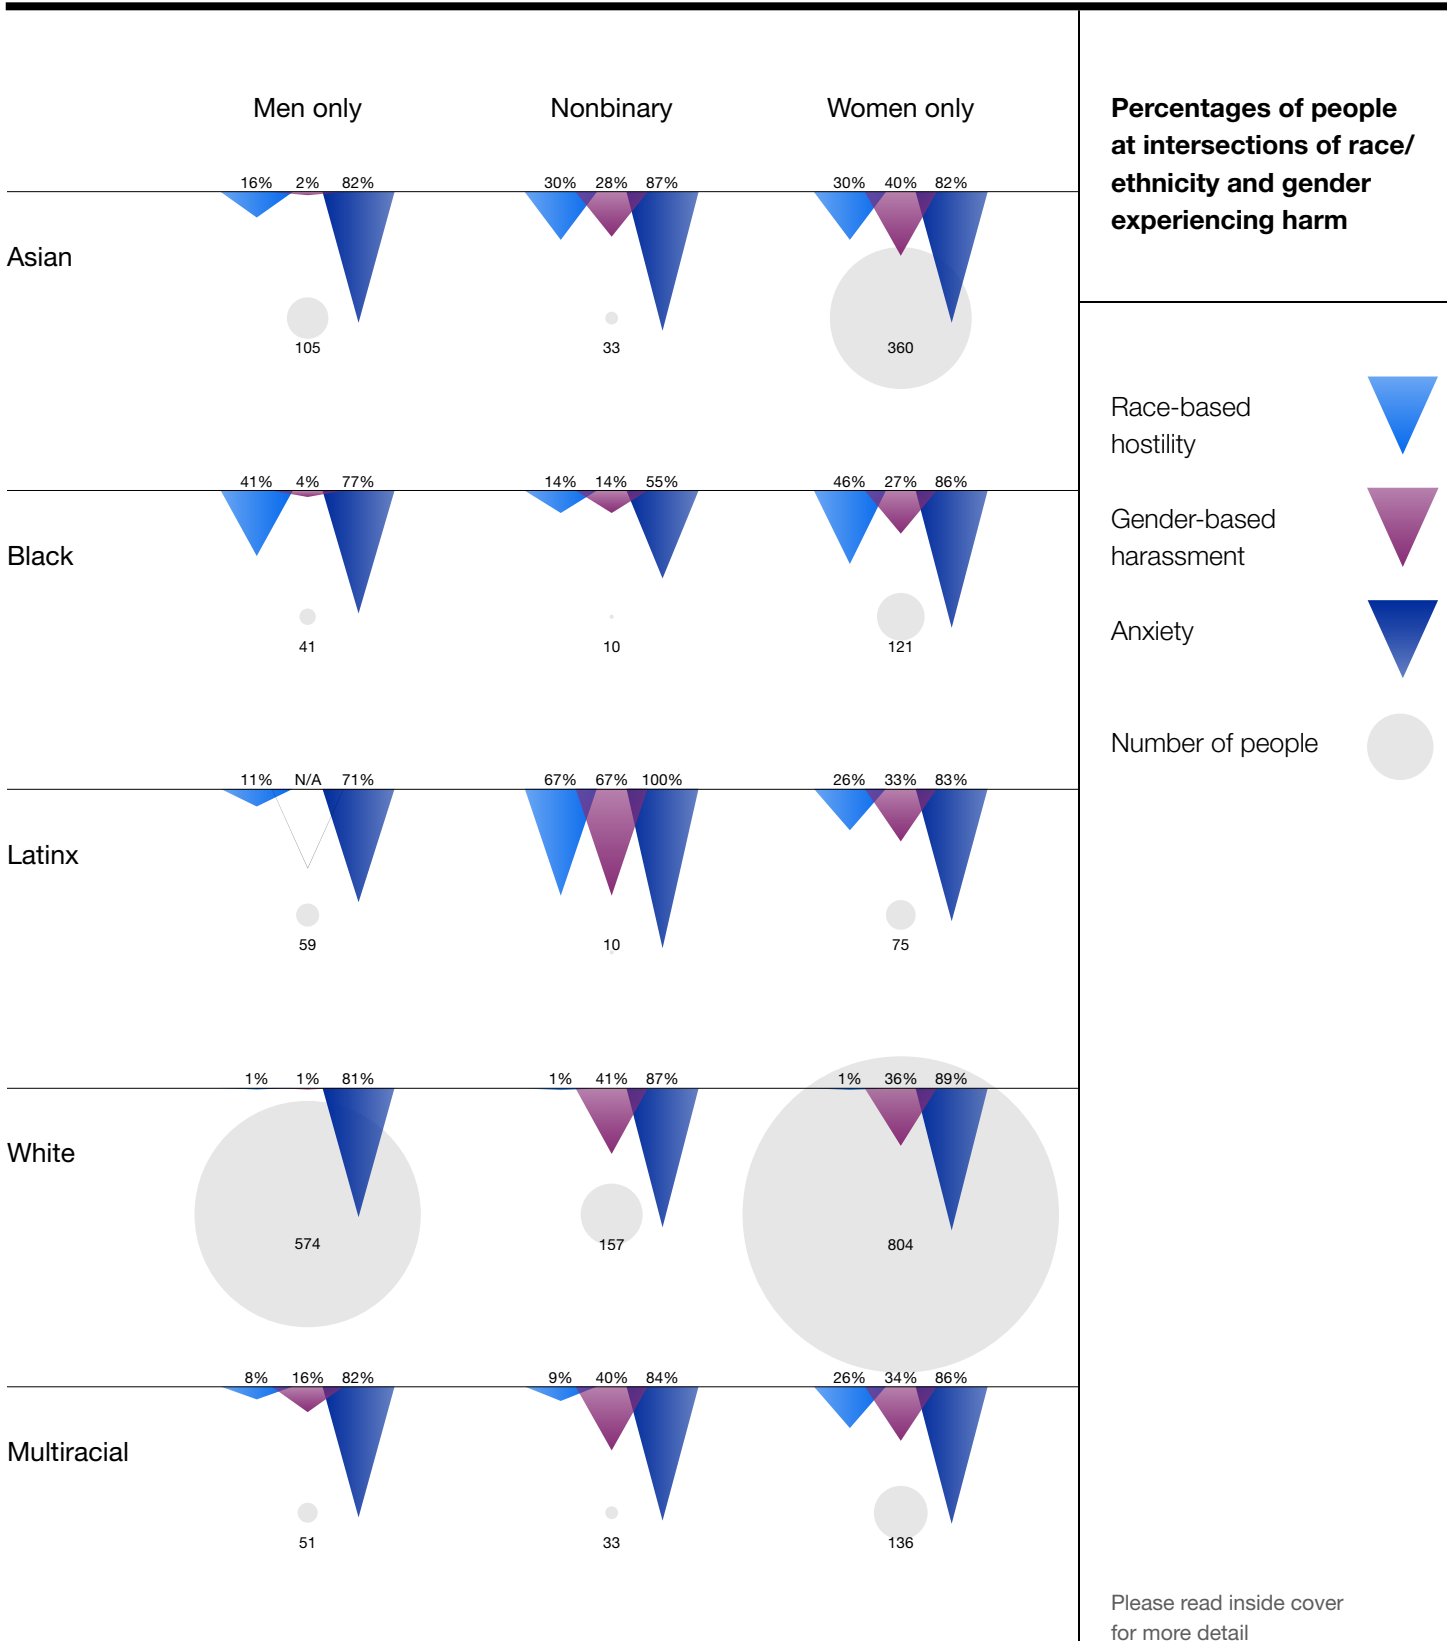 Men only
Nonbinary
Women only
Percentages of people
at intersections of race/
ethnicity and gender
experiencing harm
16% 2% 82%
30% 28% 87%
30% 40% 82%
Asian
105
33
360
Race-based
hostility
Gender-based
harassment
Anxiety
Number of people
41% 4% 77%
14% 14% 55%
46% 27% 86%
Black
41
10
121
11% N/A 71%
67% 67% 100%
26% 33% 83%
Latinx
59
10
75
1% 1% 81%
1% 41% 87%
1% 36% 89%
White
574
157
804
8% 16% 82%
9% 40% 84%
26% 34% 86%
Multiracial
51
33
136
Please read inside cover
for more detail